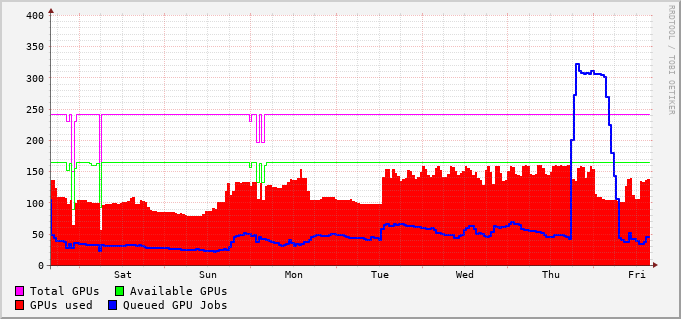 400
350
300
250
200
150
100
50
0
Sat Sun Mon Tue Wed Thu Fri
Total GPUs Available GPUs
GPUs used Queued GPU Jobs
RRDTOOL / TOBI OETIKER